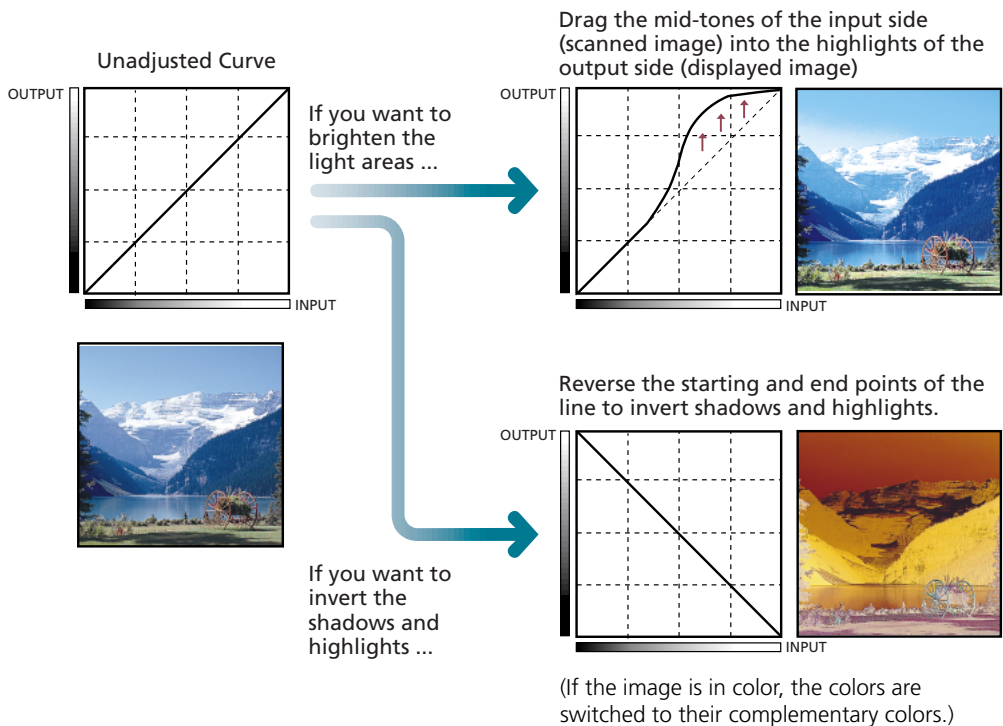 Unadjusted Curve
OUTPUT
INPUT
If you want to
brighten the
light areas ...
Drag the mid-tones of the input side
(scanned image) into the highlights of the
output side (displayed image)
OUTPUT
INPUT
If you want to
invert the
shadows and
highlights ...
Reverse the starting and end points of the
line to invert shadows and highlights.
OUTPUT
INPUT
(If the image is in color, the colors are
switched to their complementary colors.)